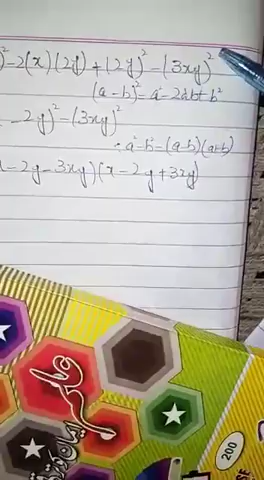 )²-2(x)(2y)+(2y)²-(3xy)²
(a-b)²=a²-2ab+b²
-2y)²-(3xy)²
∴a²-b²=(a-b)(a+b)
-2y-3xy)(x-2y+3xy)
200